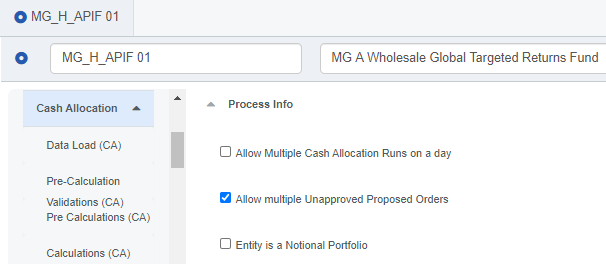 MG_H_APIF 01
MG_H_APIF 01
MG A Wholesale Global Targeted Returns Fund
Cash Allocation
Data Load (CA)
Pre-Calculation
Validations (CA)
Pre Calculations (CA)
Calculations (CA)
Process Info
Allow Multiple Cash Allocation Runs on a day
Allow multiple Unapproved Proposed Orders
Entity is a Notional Portfolio